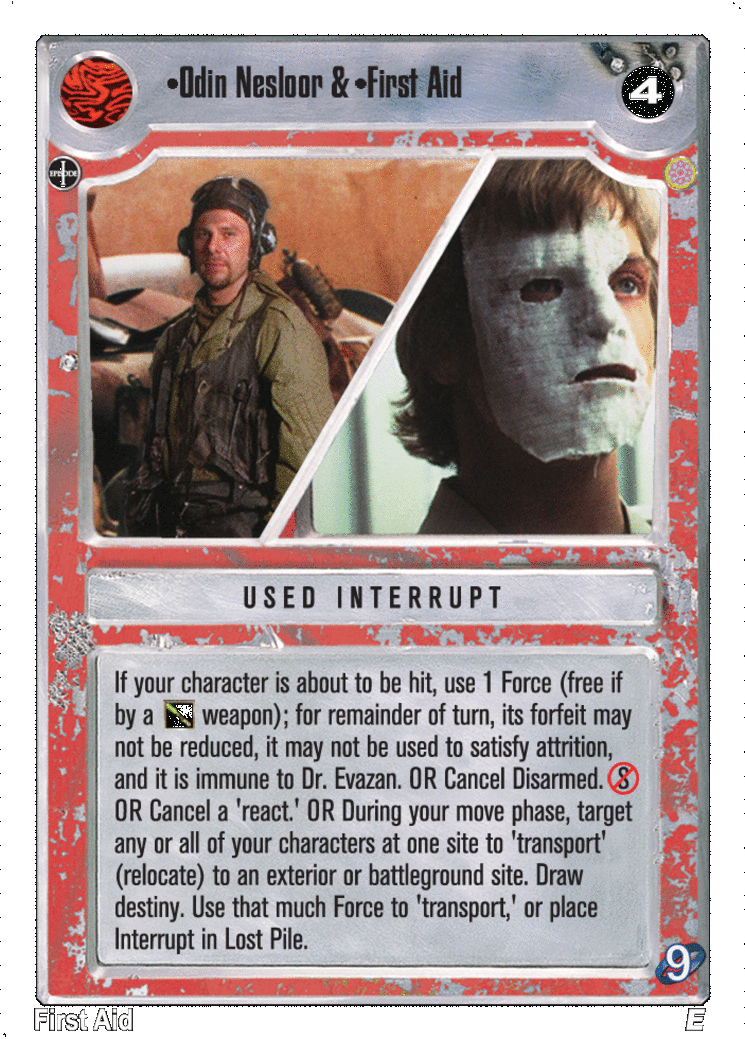 •Odin Nesloor & •First Aid
4
EPISODE I
USED INTERRUPT
If your character is about to be hit, use 1 Force (free if
by a weapon); for remainder of turn, its forfeit may
not be reduced, it may not be used to satisfy attrition,
and it is immune to Dr. Evazan. OR Cancel Disarmed. 8
OR Cancel a 'react.' OR During your move phase, target
any or all of your characters at one site to 'transport'
(relocate) to an exterior or battleground site. Draw
destiny. Use that much Force to 'transport,' or place
Interrupt in Lost Pile.
9
First Aid
E